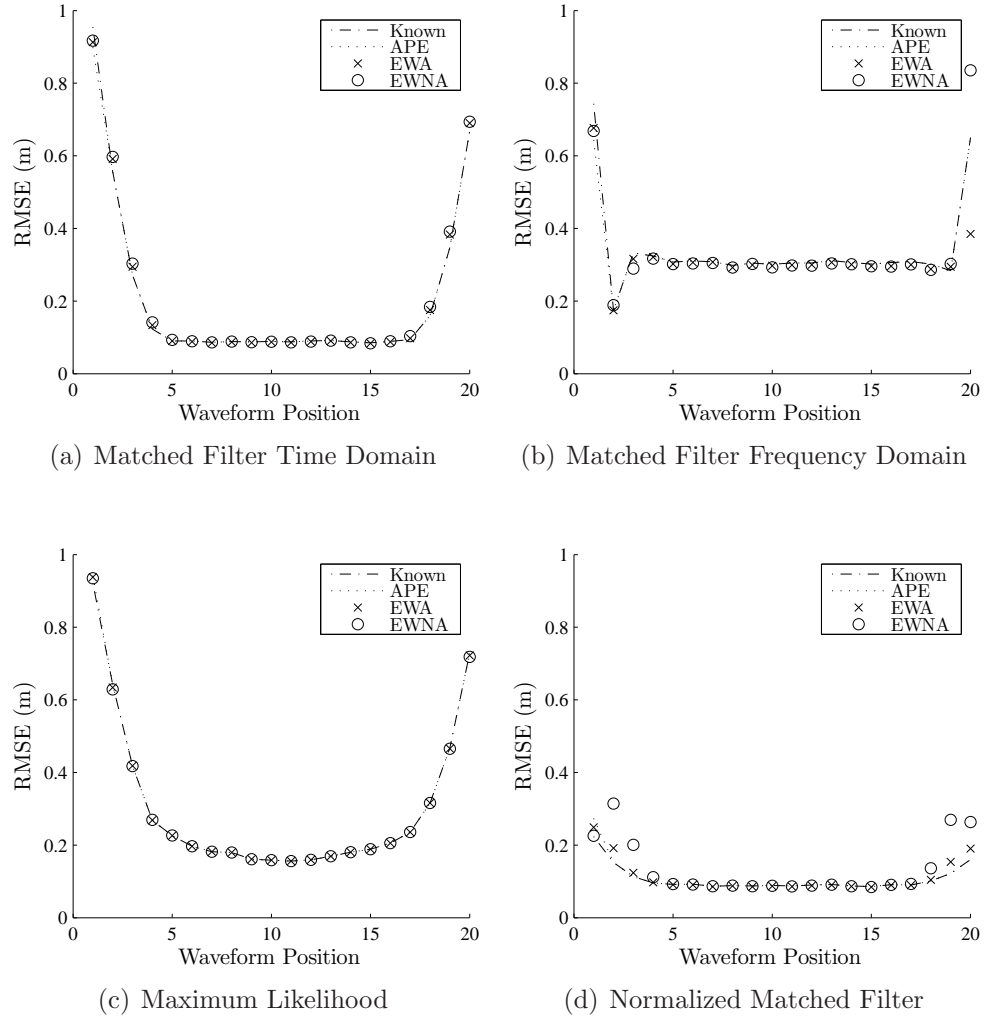 1
0.8
0.6
0.4
0.2
0
RMSE (m)
0 5 10 15 20
Waveform Position
Known
APE
EWA
EWNA
(a) Matched Filter Time Domain
1
0.8
0.6
0.4
0.2
0
RMSE (m)
0 5 10 15 20
Waveform Position
Known
APE
EWA
EWNA
(b) Matched Filter Frequency Domain
1
0.8
0.6
0.4
0.2
0
RMSE (m)
0 5 10 15 20
Waveform Position
Known
APE
EWA
EWNA
(c) Maximum Likelihood
1
0.8
0.6
0.4
0.2
0
RMSE (m)
0 5 10 15 20
Waveform Position
Known
APE
EWA
EWNA
(d) Normalized Matched Filter